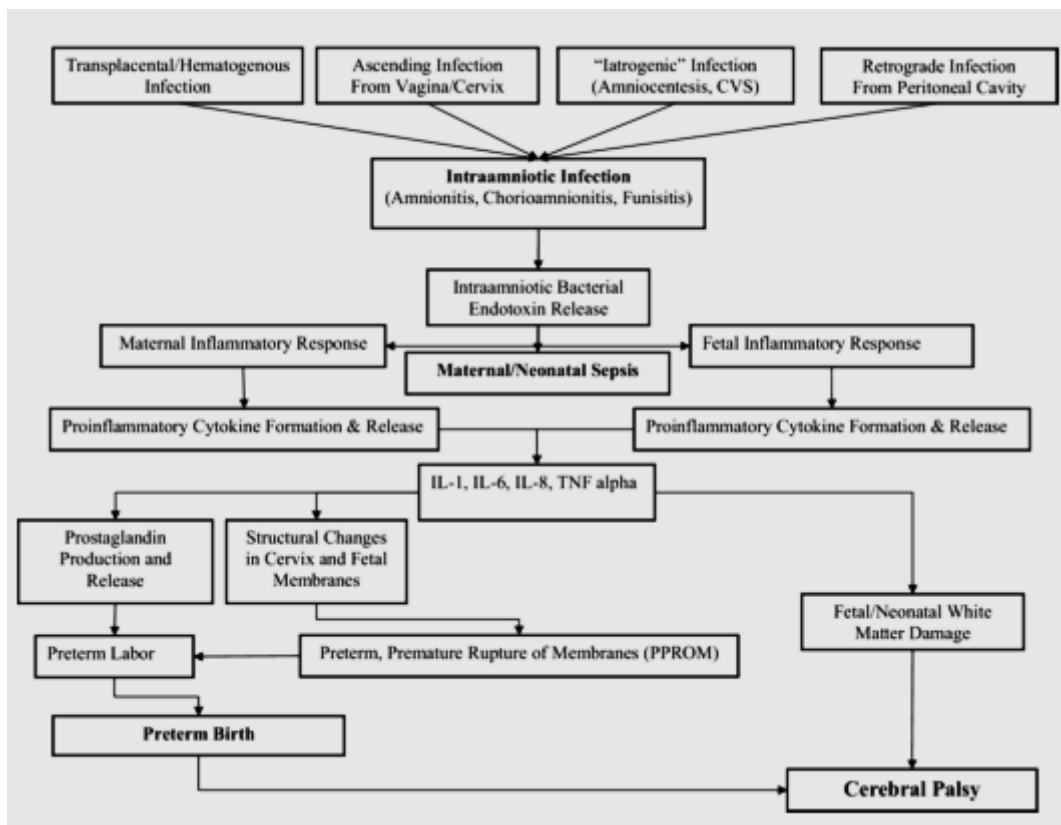 Transplacental/Hematogenous
Infection
Ascending Infection
From Vagina/Cervix
“Iatrogenic” Infection
(Amniocentesis, CVS)
Retrograde Infection
From Peritoneal Cavity
Intraamniotic Infection
(Amnionitis, Chorioamnionitis, Funisitis)
Intraamniotic Bacterial
Endotoxin Release
Maternal Inflammatory Response
Fetal Inflammatory Response
Maternal/Neonatal Sepsis
Proinflammatory Cytokine Formation & Release
Proinflammatory Cytokine Formation & Release
IL-1, IL-6, IL-8, TNF alpha
Prostaglandin
Production and
Release
Structural Changes
in Cervix and Fetal
Membranes
Fetal/Neonatal White
Matter Damage
Preterm Labor
Preterm, Premature Rupture of Membranes (PPROM)
Preterm Birth
Cerebral Palsy